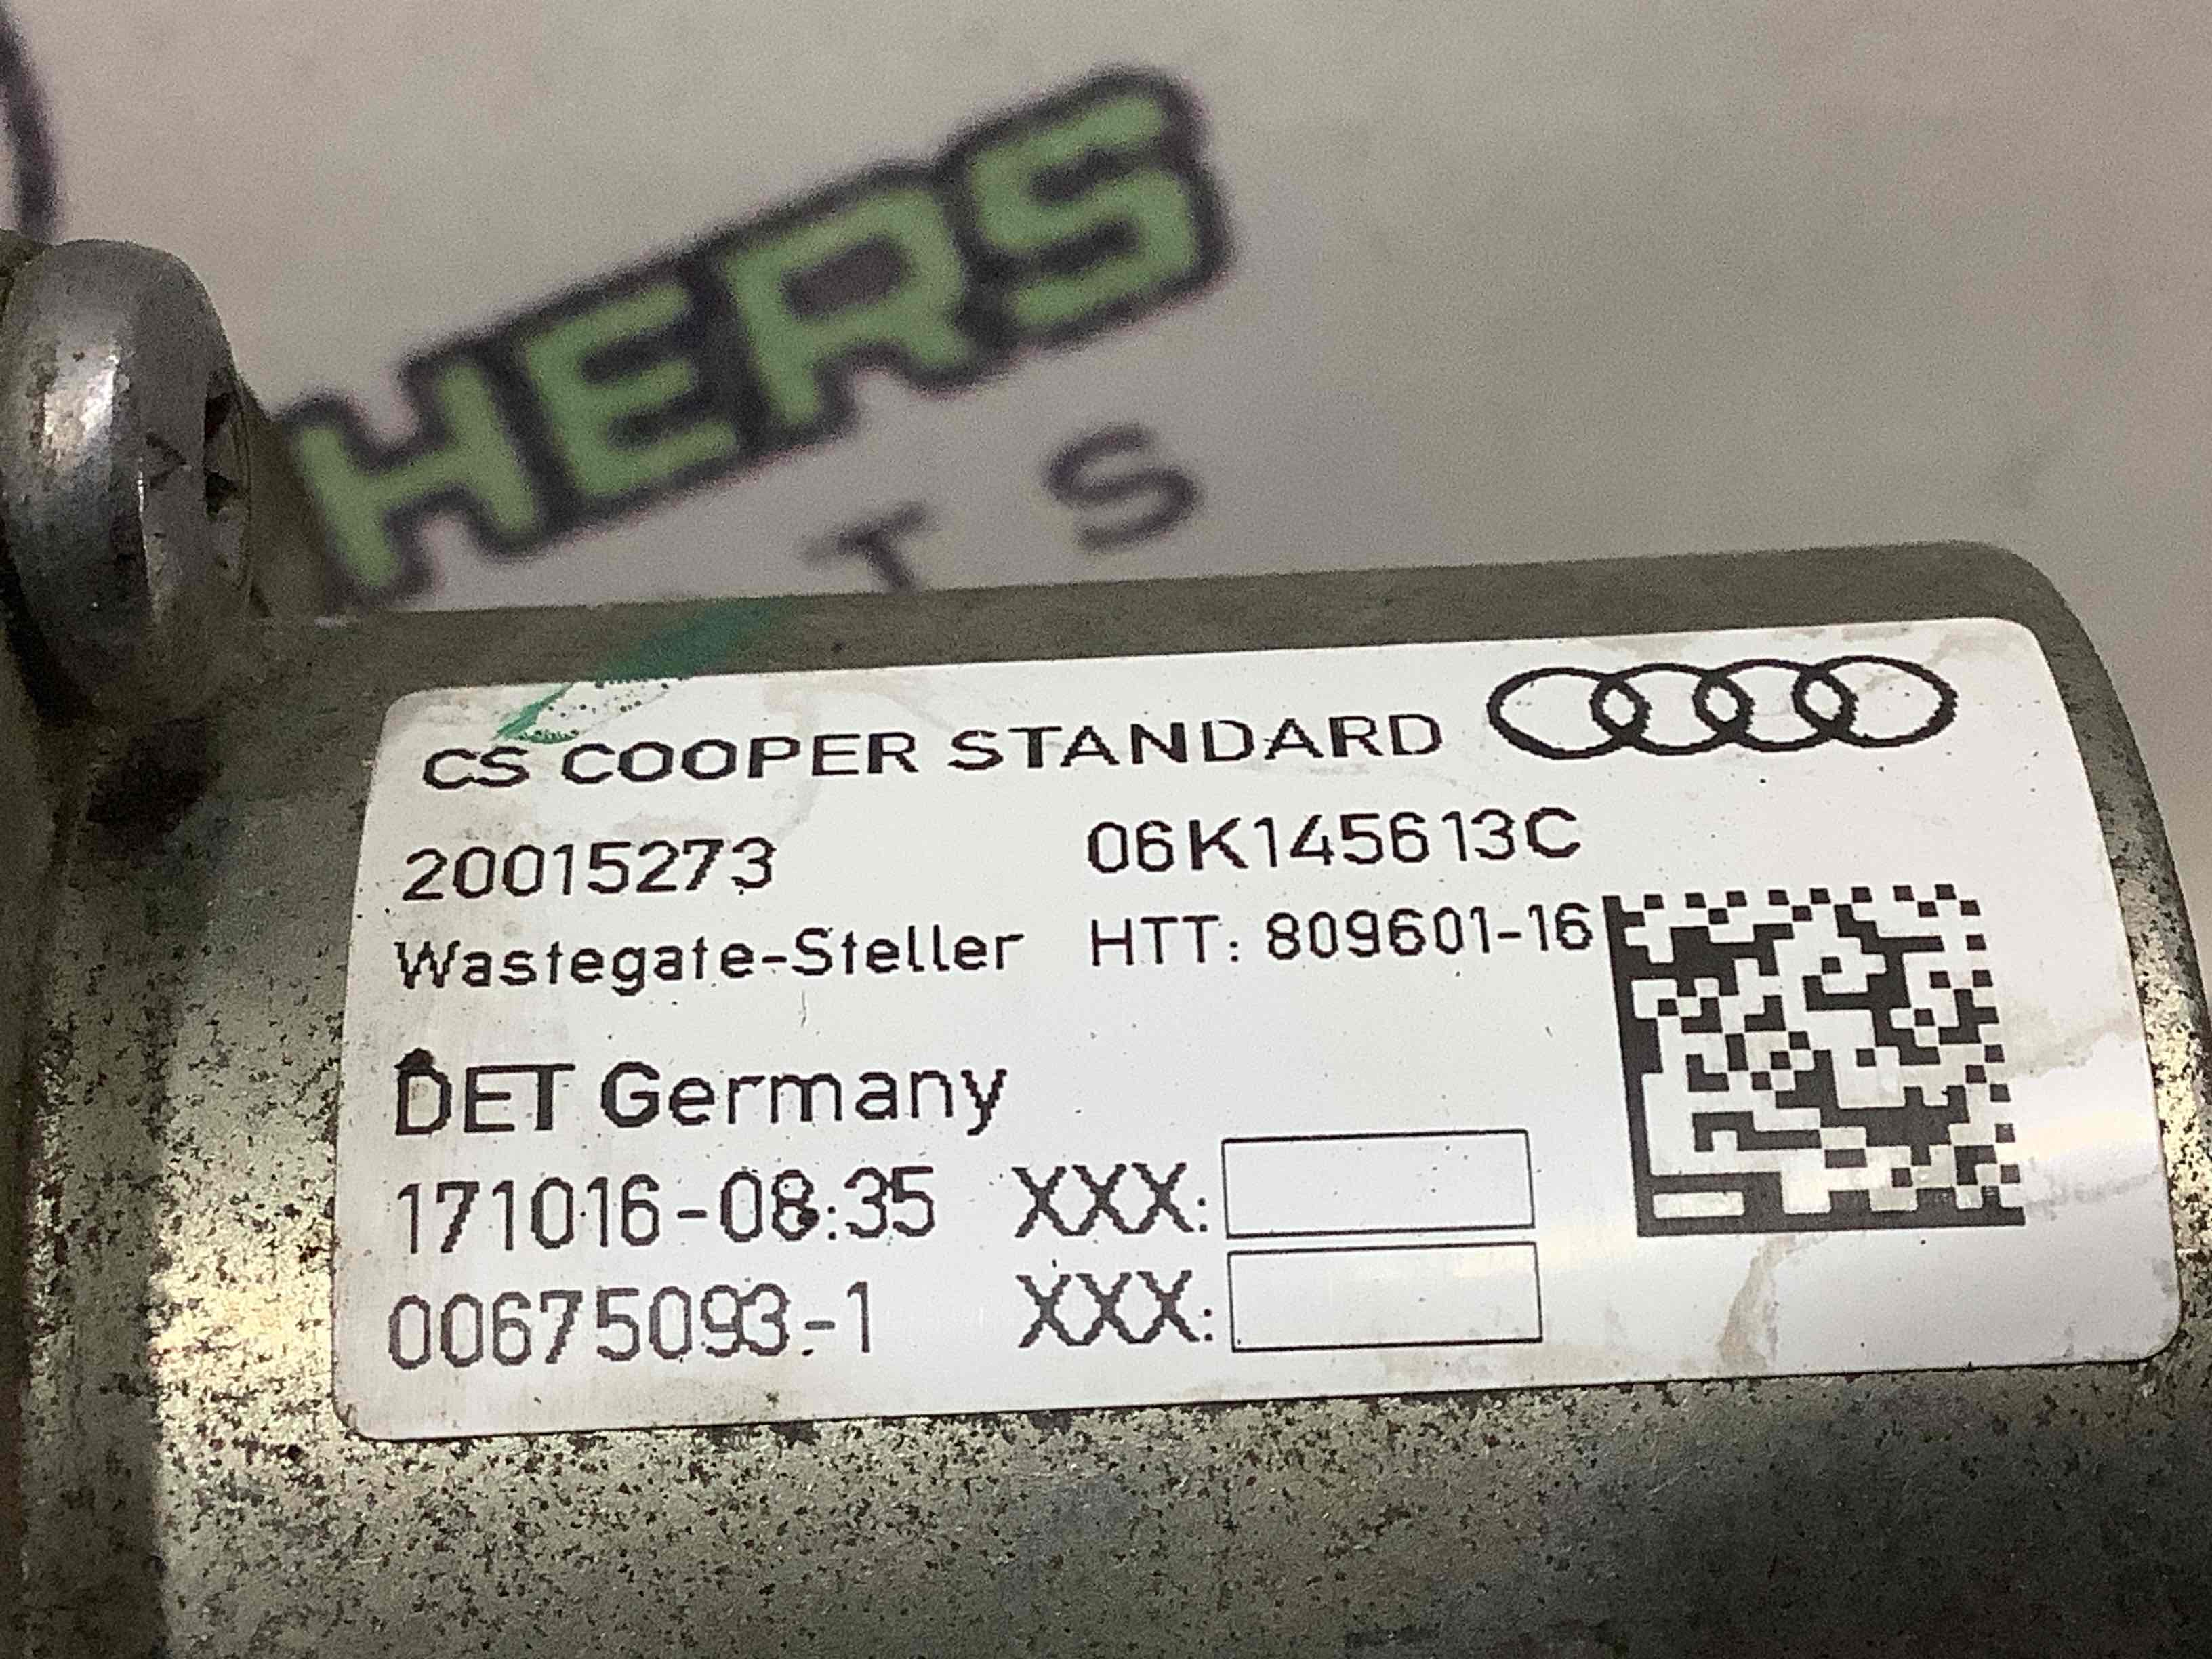 HERS
TS
CS COOPER STANDARD
20015273 06K145613C
Wastegate-Steller HTT: 809601-16
DET Germany
171016-08:35 XXX:
00675093-1 XXX: